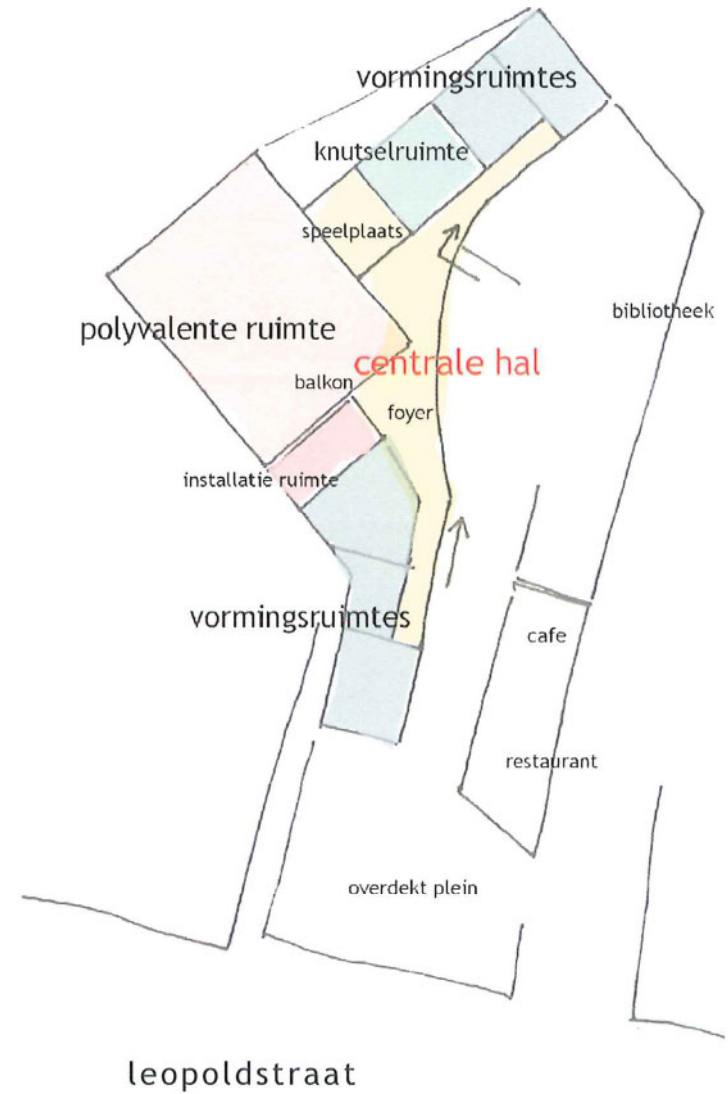 vormingsruimtes
knutselruimte
speelplaats
bibliotheek
polyvalente ruimte
centrale hal
balkon
foyer
installatie ruimte
vormingsruimtes
cafe
restaurant
overdekt plein
leopoldstraat